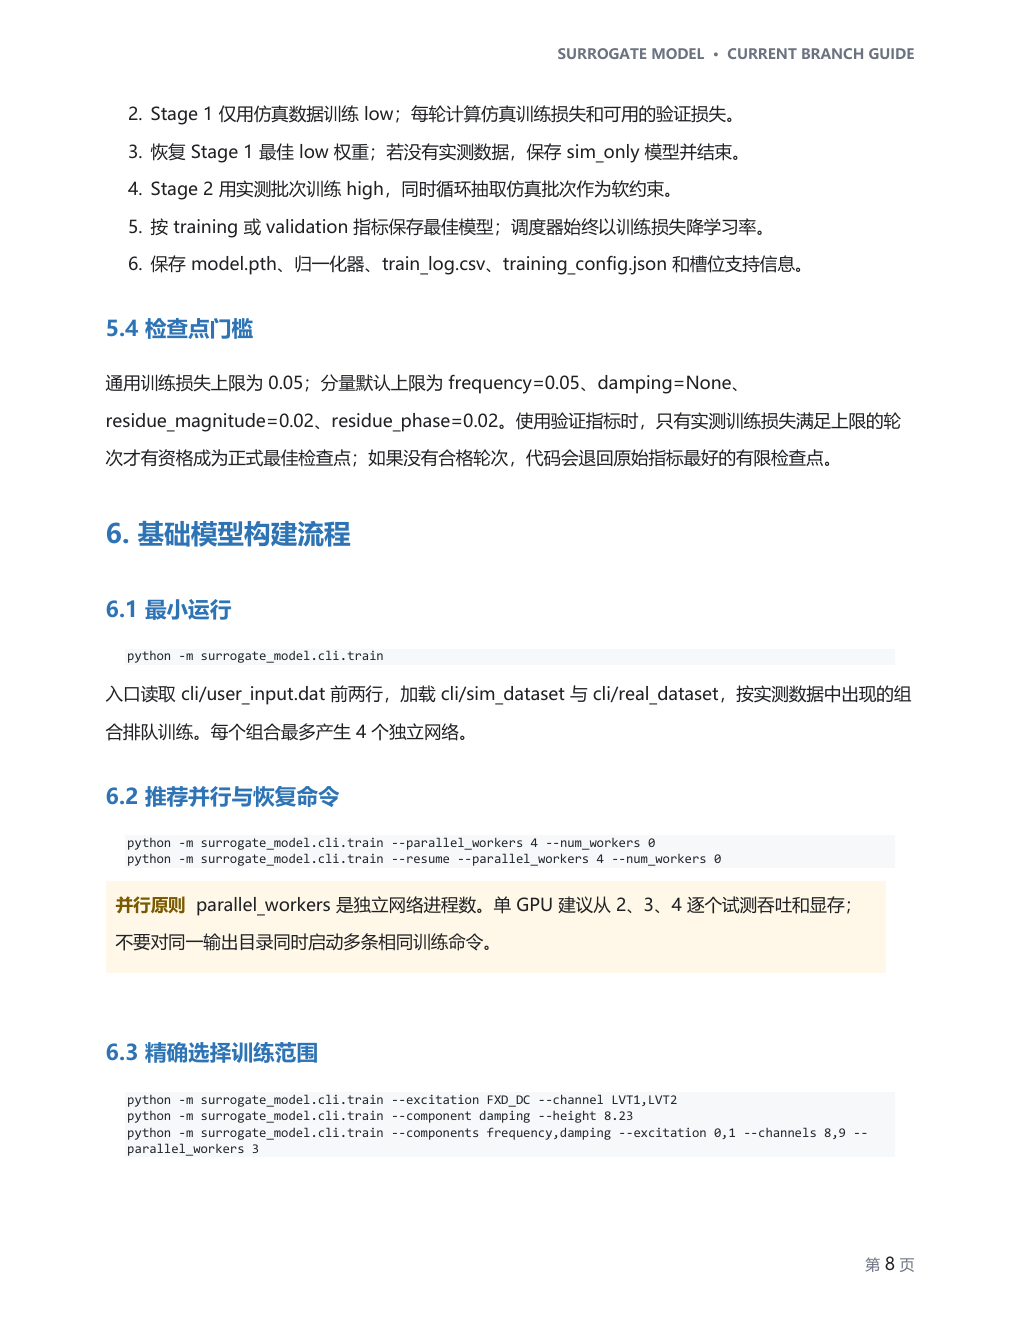 SURROGATE MODEL • CURRENT BRANCH GUIDE
2. Stage 1 仅用仿真数据训练 low；每轮计算仿真训练损失和可用的验证损失。
3. 恢复 Stage 1 最佳 low 权重；若没有实测数据，保存 sim_only 模型并结束。
4. Stage 2 用实测批次训练 high，同时循环抽取仿真批次作为软约束。
5. 按 training 或 validation 指标保存最佳模型；调度器始终以训练损失降学习率。
6. 保存 model.pth、归一化器、train_log.csv、training_config.json 和槽位支持信息。
5.4 检查点门槛
通用训练损失上限为 0.05；分量默认上限为 frequency=0.05、damping=None、
residue_magnitude=0.02、residue_phase=0.02。使用验证指标时，只有实测训练损失满足上限的轮
次才有资格成为正式最佳检查点；如果没有合格轮次，代码会退回原始指标最好的有限检查点。
6. 基础模型构建流程
6.1 最小运行
python -m surrogate_model.cli.train
入口读取 cli/user_input.dat 前两行，加载 cli/sim_dataset 与 cli/real_dataset，按实测数据中出现的组
合排队训练。每个组合最多产生 4 个独立网络。
6.2 推荐并行与恢复命令
python -m surrogate_model.cli.train --parallel_workers 4 --num_workers 0
python -m surrogate_model.cli.train --resume --parallel_workers 4 --num_workers 0
并行原则 parallel_workers 是独立网络进程数。单 GPU 建议从 2、3、4 逐个试测吞吐和显存；
不要对同一输出目录同时启动多条相同训练命令。
6.3 精确选择训练范围
python -m surrogate_model.cli.train --excitation FXD_DC --channel LVT1,LVT2
python -m surrogate_model.cli.train --component damping --height 8.23
python -m surrogate_model.cli.train --components frequency,damping --excitation 0,1 --channels 8,9 --
parallel_workers 3
第 8 页